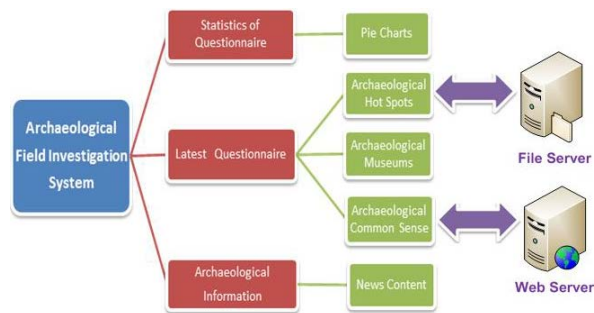 Archaeological
Field Investigation
System
Statistics of
Questionnaire
Latest Questionnaire
Archaeological
Information
Pie Charts
Archaeological
Hot Spots
Archaeological
Museums
Archaeological
Common Sense
News Content
File Server
Web Server